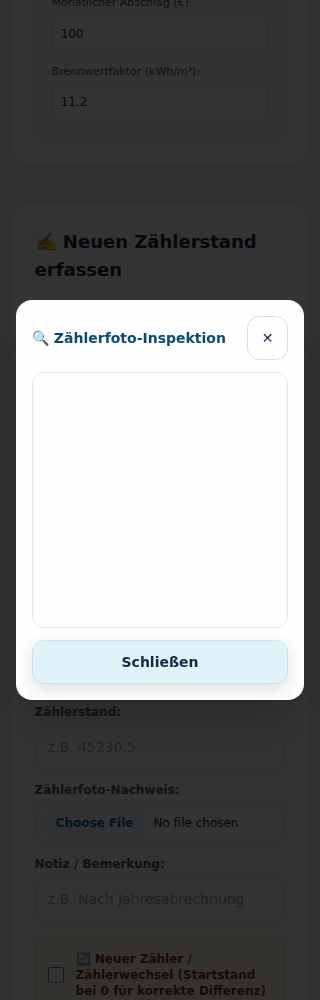 Monatlicher Abschlag (€):
100
Brennwertfaktor (kWh/m³):
11.2
✍️ Neuen Zählerstand
erfassen
🔍 Zählerfoto-Inspektion
✕
Schließen
Zählerstand:
z.B. 45230.5
Zählerfoto-Nachweis:
Choose File No file chosen
Notiz / Bemerkung:
z.B. Nach Jahresabrechnung
🔄 Neuer Zähler /
Zählerwechsel (Startstand
bei 0 für korrekte Differenz)